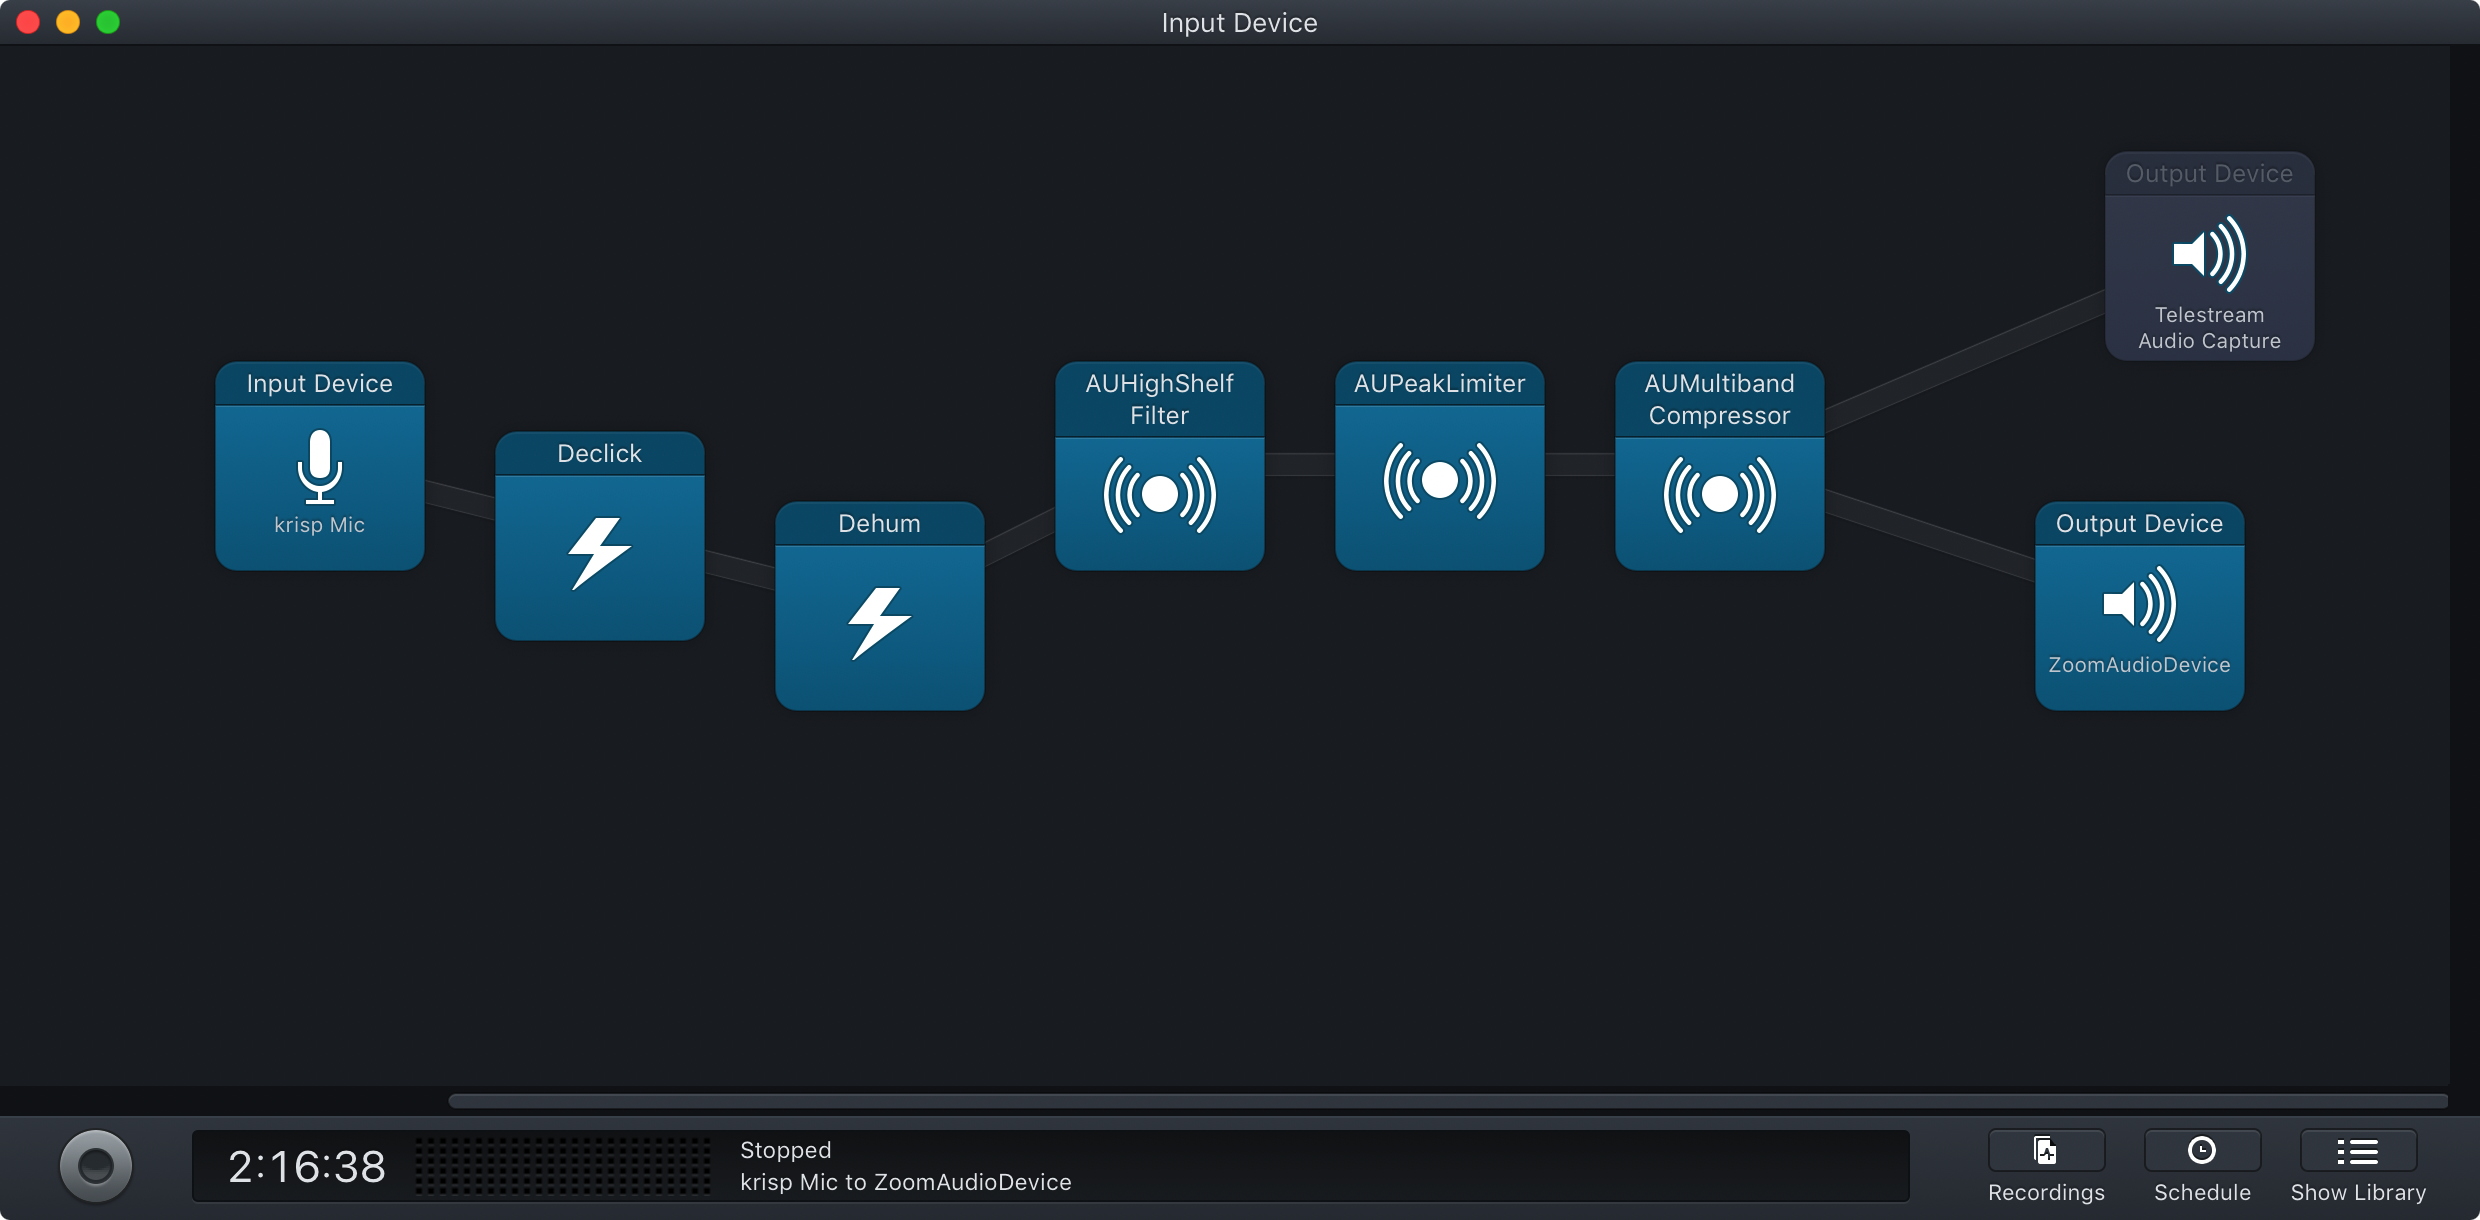 Input Device
Output Device
Telestream
Audio Capture
Input Device
krisp Mic
Declick
Dehum
AUHighShelf
Filter
AUPeakLimiter
AUMultiband
Compressor
Output Device
ZoomAudioDevice
2:16:38
Stopped
krisp Mic to ZoomAudioDevice
Recordings
Schedule
Show Library